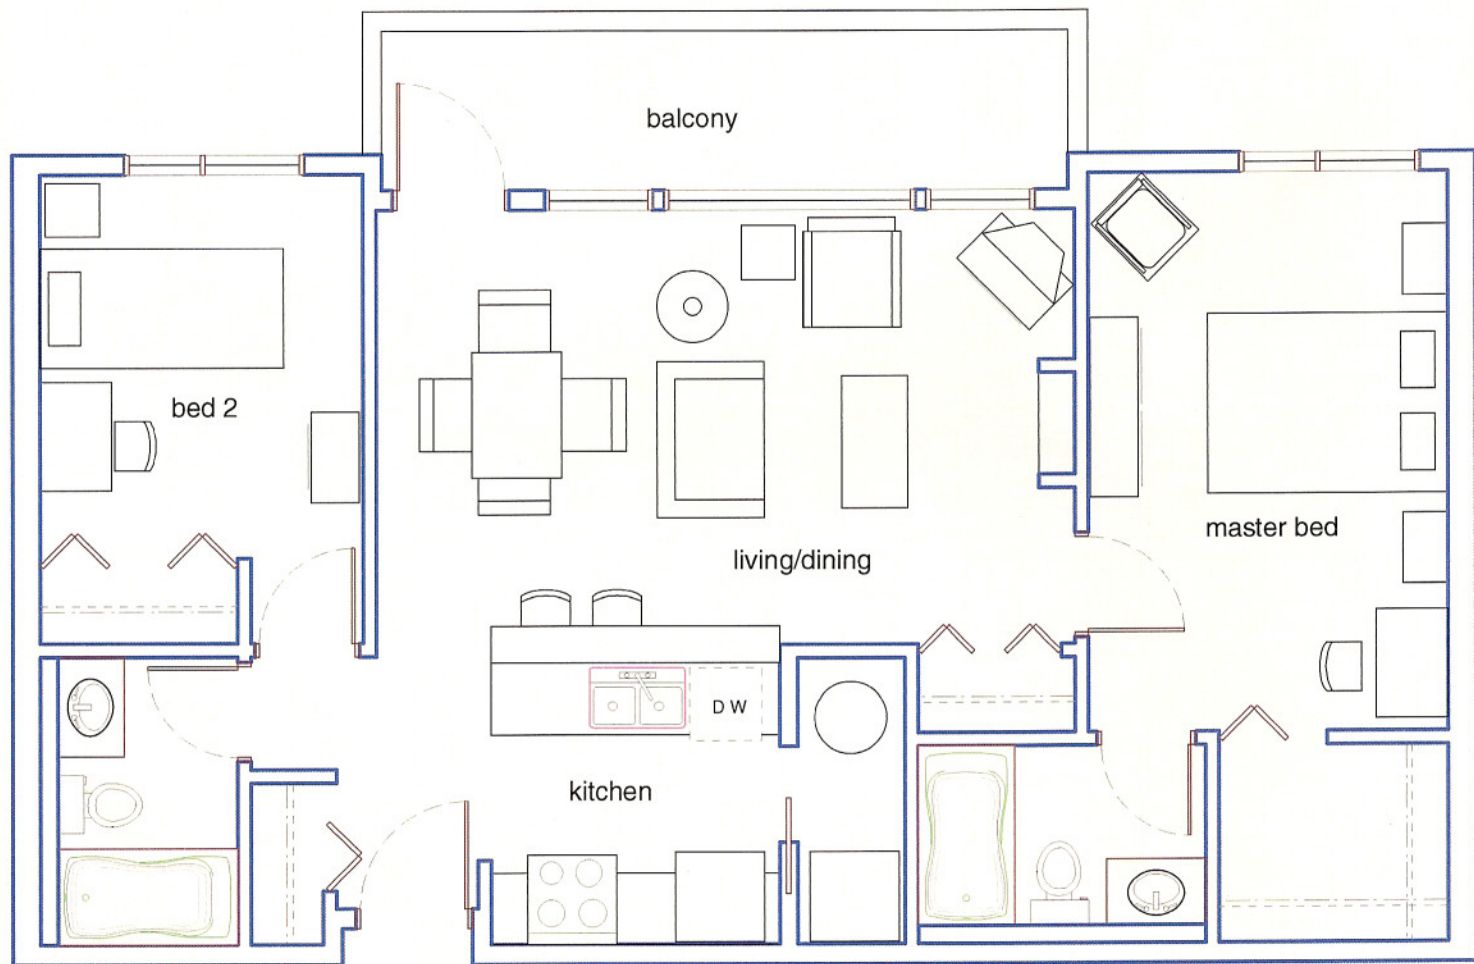 balcony
bed 2
master bed
living/dining
D W
kitchen